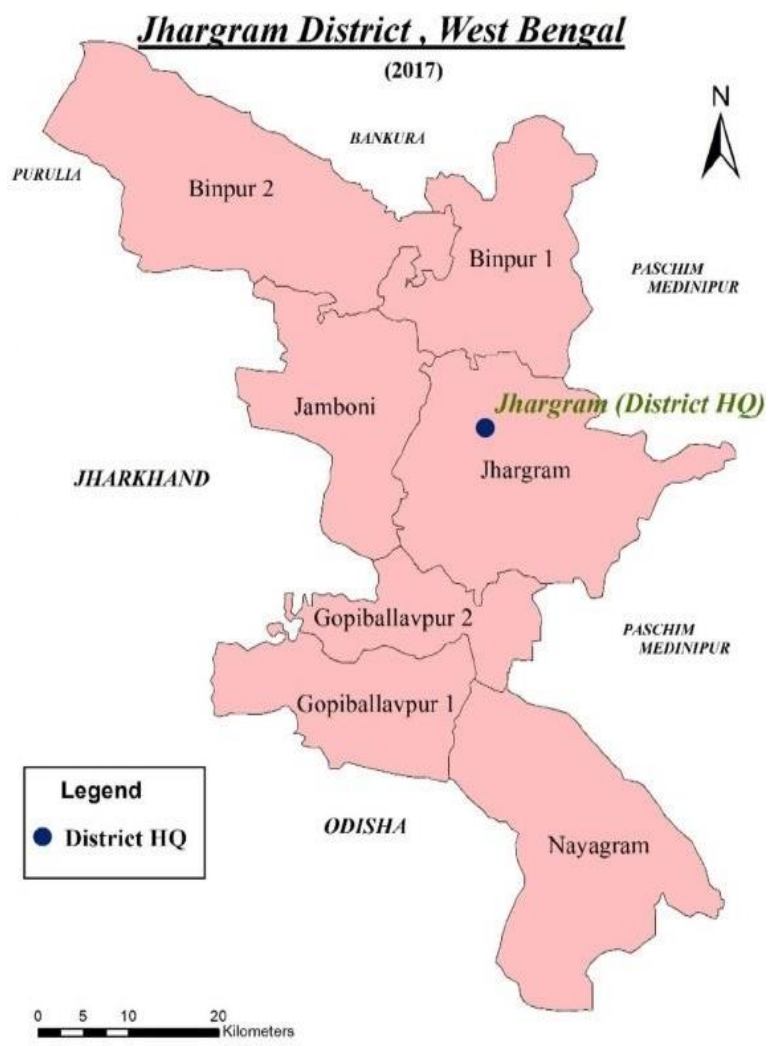 Jhargram District , West Bengal
(2017)
N
BANKURA
PURULIA
Binpur 2
Binpur 1
PASCHIM
MEDINIPUR
Jamboni
Jhargram (District HQ)
Jhargram
JHARKHAND
Gopiballavpur 2
PASCHIM
MEDINIPUR
Gopiballavpur 1
Legend
District HQ
ODISHA
Nayagram
0 5 10 20
Kilometers